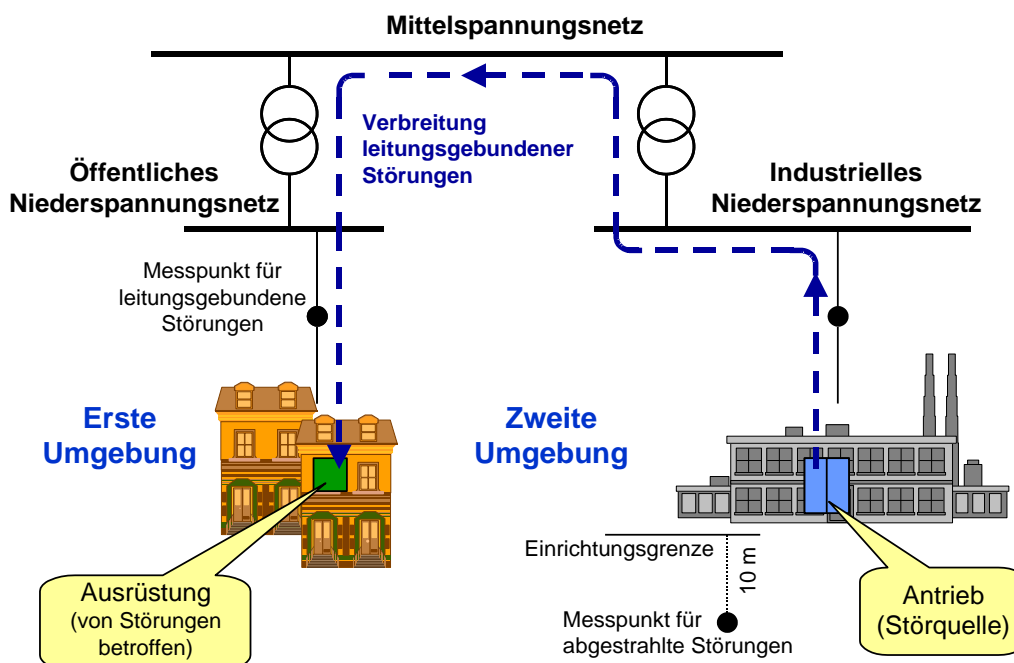 Mittelspannungsnetz
Verbreitung
leitungsgebundener
Störungen
Öffentliches
Niederspannungsnetz
Industrielles
Niederspannungsnetz
Messpunkt für
leitungsgebundene
Störungen
Erste
Umgebung
Zweite
Umgebung
Einrichtungsgrenze
10 m
Ausrüstung
(von Störungen
betroffen)
Messpunkt für
abgestrahlte Störungen
Antrieb
(Störquelle)